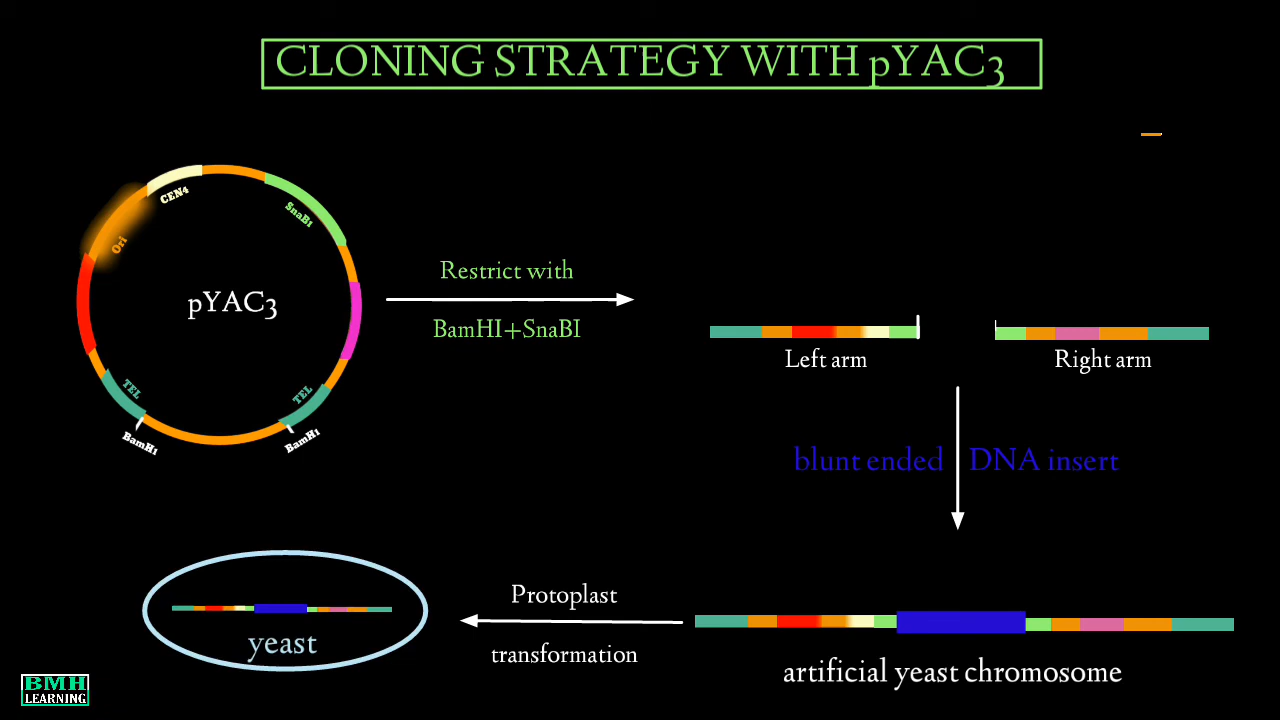 CLONING STRATEGY WITH pYAC3
CEN4
SnaB1
Ori
pYAC3
TEL
TEL
BamH1
BamH1
Restrict with
BamHI+SnaBI
Left arm
Right arm
blunt ended DNA insert
Protoplast
transformation
yeast
artificial yeast chromosome
BMH
LEARNING